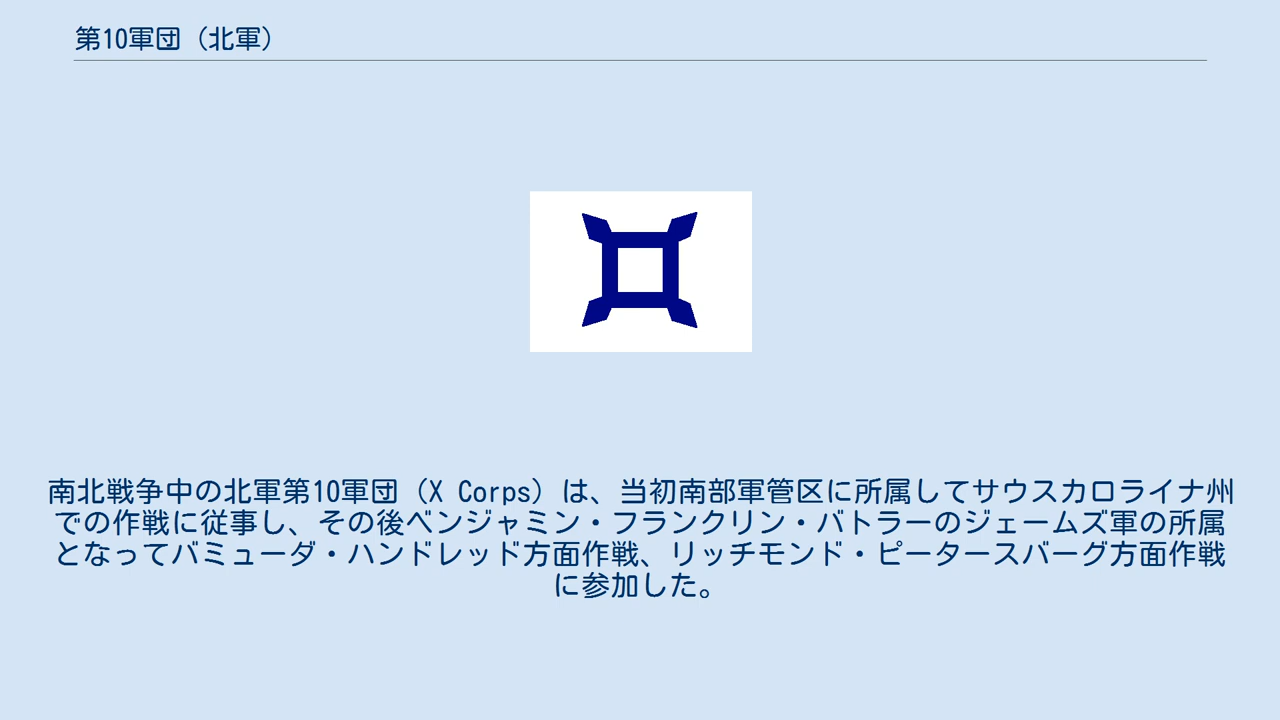 第10軍団（北軍）
南北戦争中の北軍第10軍団（X Corps）は、当初南部軍管区に所属してサウスカロライナ州
での作戦に従事し、その後ベンジャミン・フランクリン・バトラーのジェームズ軍の所属
となってバミューダ・ハンドレッド方面作戦、リッチモンド・ピータースバーグ方面作戦
に参加した。